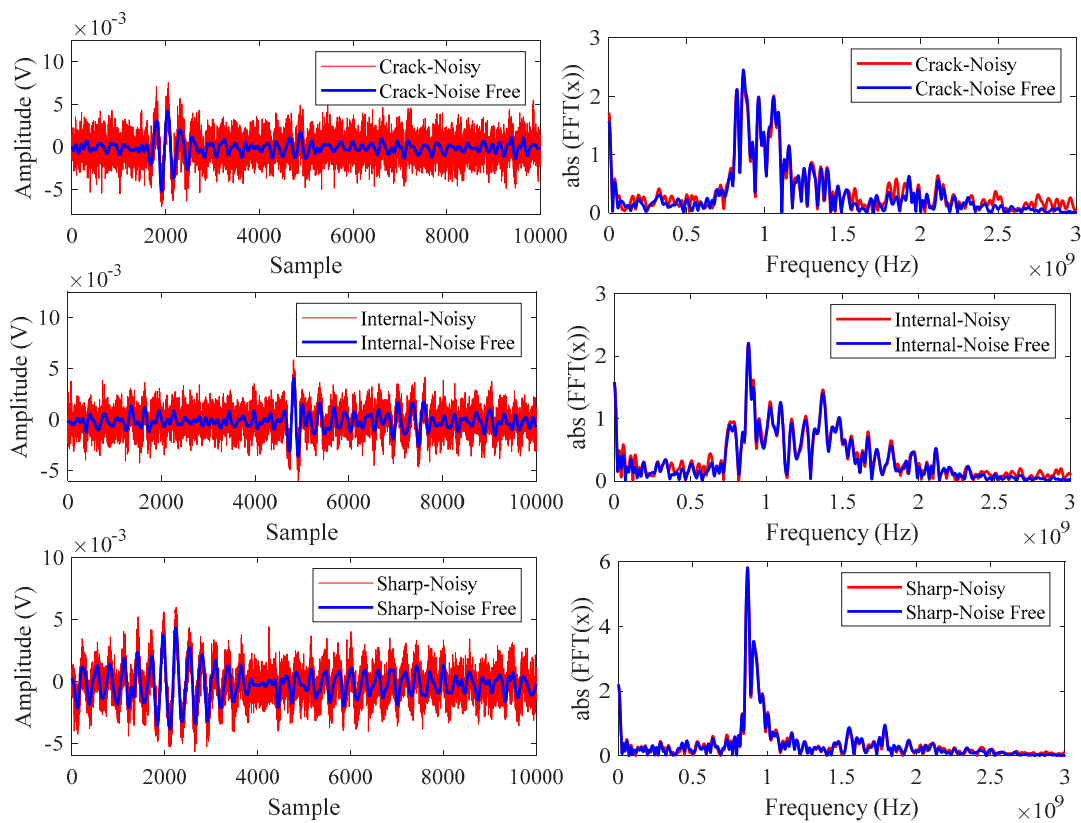 ×10⁻³
10
5
0
-5
Amplitude (V)
Crack-Noisy
Crack-Noise Free
0 2000 4000 6000 8000 10000
Sample
3
2
1
0
abs (FFT(x))
Crack-Noisy
Crack-Noise Free
0 0.5 1 1.5 2 2.5 3
Frequency (Hz)
×10⁹
×10⁻³
10
5
0
-5
Amplitude (V)
Internal-Noisy
Internal-Noise Free
0 2000 4000 6000 8000 10000
Sample
3
2
1
0
abs (FFT(x))
Internal-Noisy
Internal-Noise Free
0 0.5 1 1.5 2 2.5 3
Frequency (Hz)
×10⁹
×10⁻³
10
5
0
-5
Amplitude (V)
Sharp-Noisy
Sharp-Noise Free
0 2000 4000 6000 8000 10000
Sample
6
4
2
0
abs (FFT(x))
Sharp-Noisy
Sharp-Noise Free
0 0.5 1 1.5 2 2.5 3
Frequency (Hz)
×10⁹